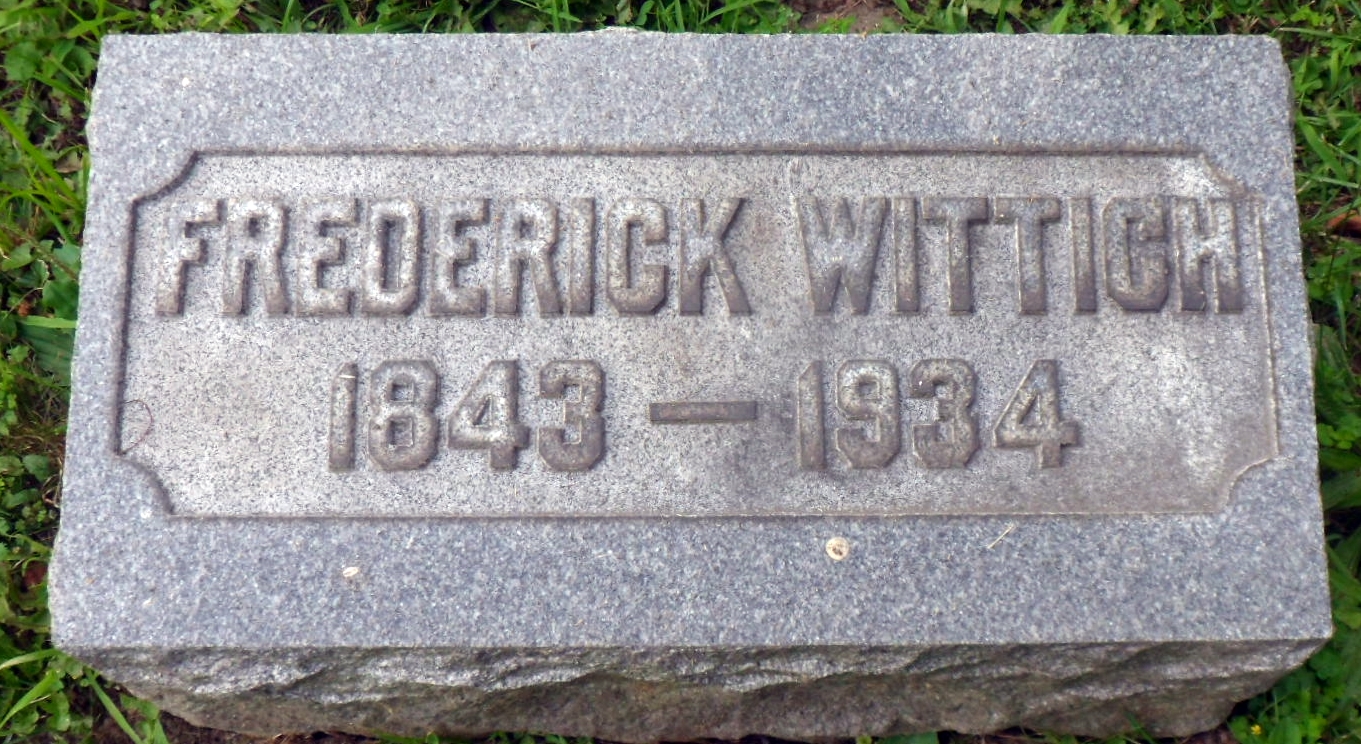 FREDERICK WITTICH
1843 — 1934